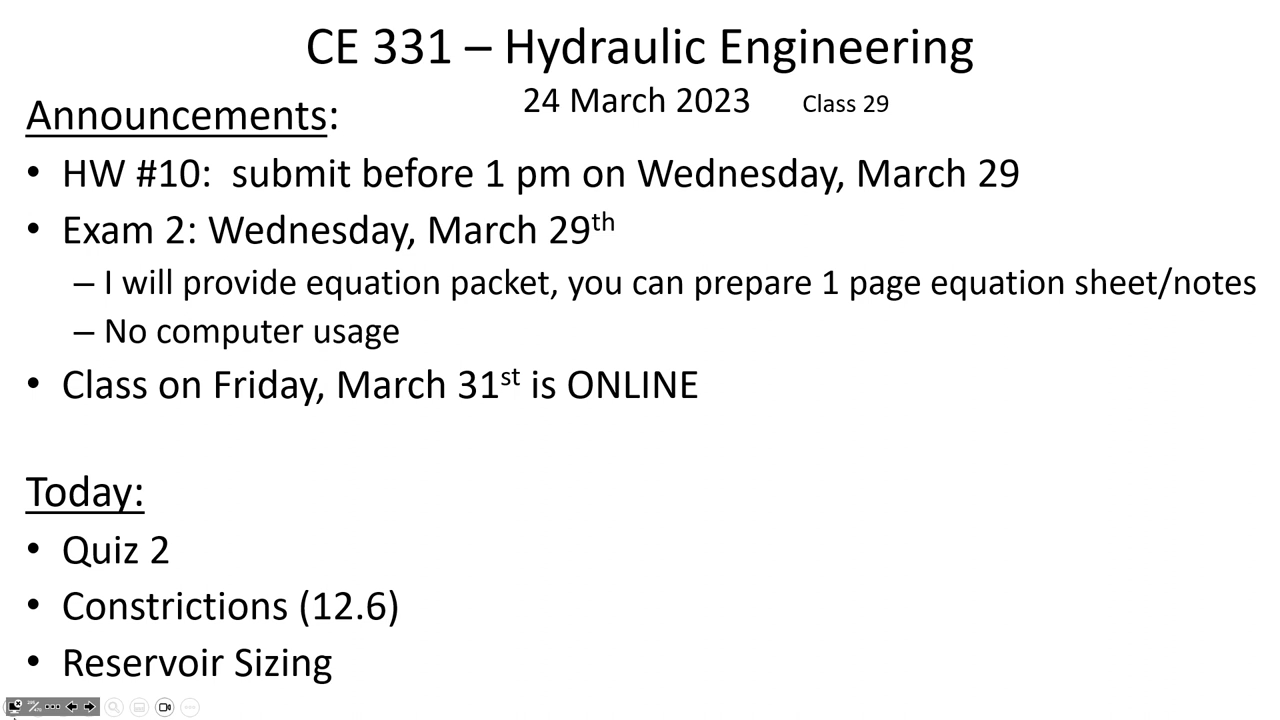 CE 331 – Hydraulic Engineering
24 March 2023 Class 29
Announcements:
• HW #10: submit before 1 pm on Wednesday, March 29
• Exam 2: Wednesday, March 29th
– I will provide equation packet, you can prepare 1 page equation sheet/notes
– No computer usage
• Class on Friday, March 31st is ONLINE
Today:
• Quiz 2
• Constrictions (12.6)
• Reservoir Sizing